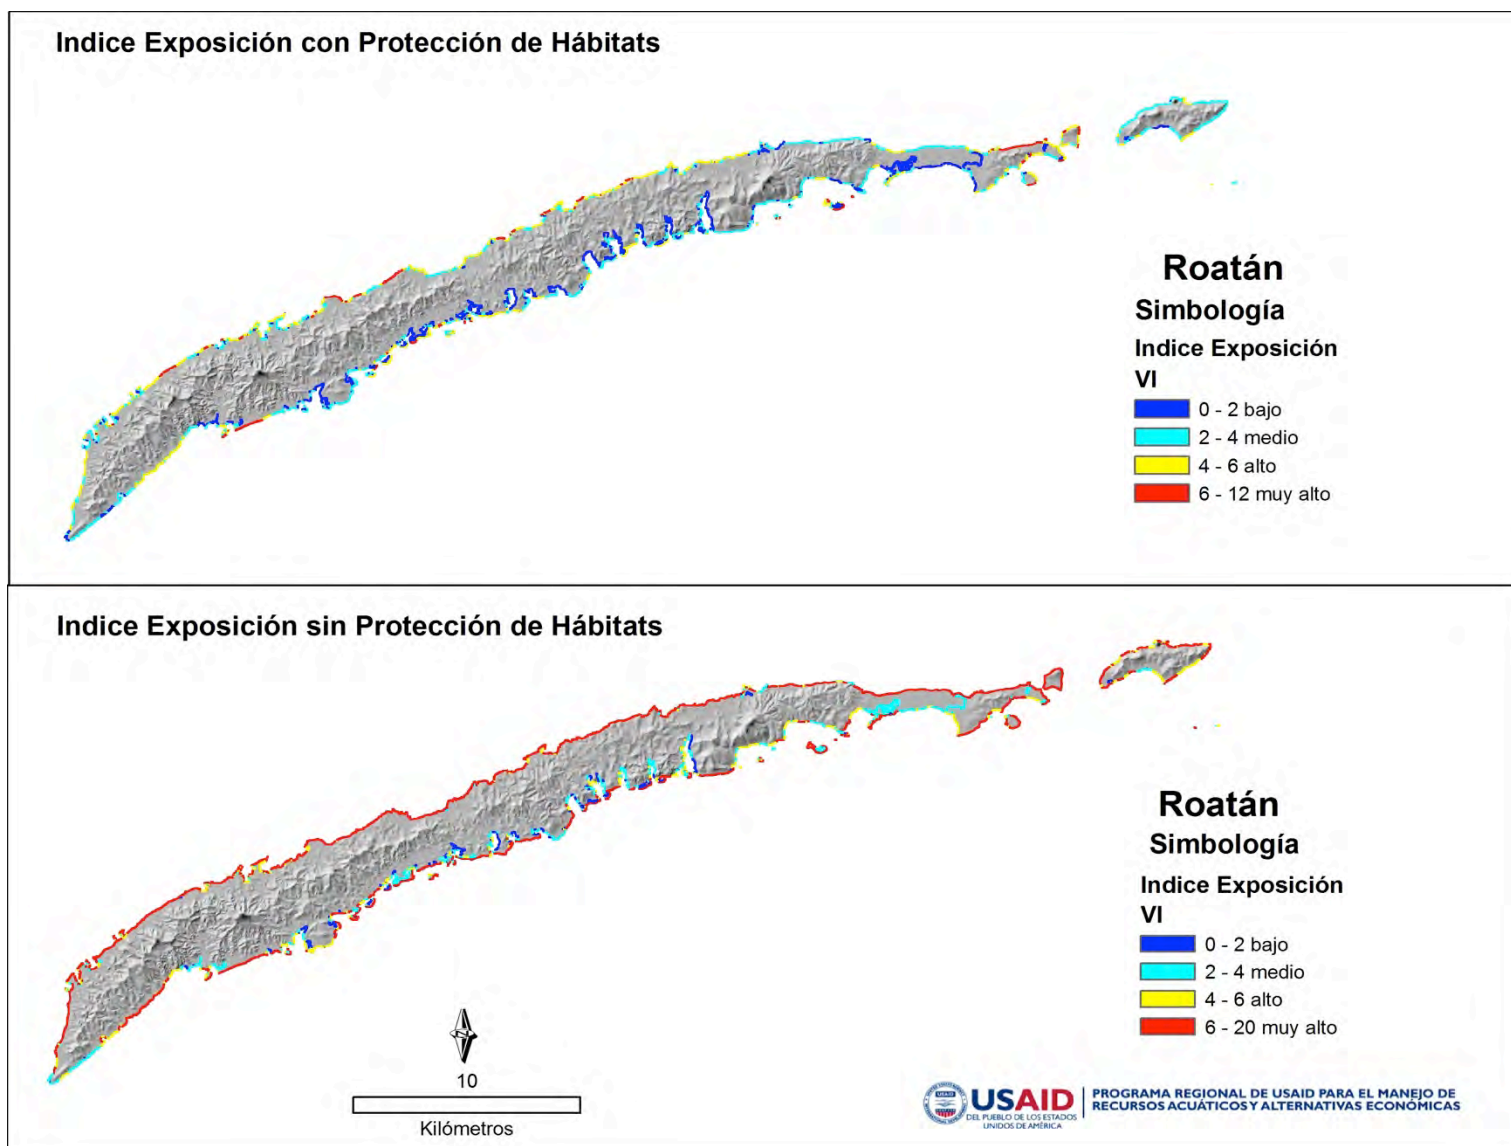 Indice Exposición con Protección de Hábitats
Roatán
Simbología
Indice Exposición
VI
0 - 2 bajo
2 - 4 medio
4 - 6 alto
6 - 12 muy alto
Indice Exposición sin Protección de Hábitats
Roatán
Simbología
Indice Exposición
VI
0 - 2 bajo
2 - 4 medio
4 - 6 alto
6 - 20 muy alto
N
10
Kilómetros
USAID
DEL PUEBLO DE LOS ESTADOS
UNIDOS DE AMÉRICA
PROGRAMA REGIONAL DE USAID PARA EL MANEJO DE
RECURSOS ACUÁTICOS Y ALTERNATIVAS ECONÓMICAS